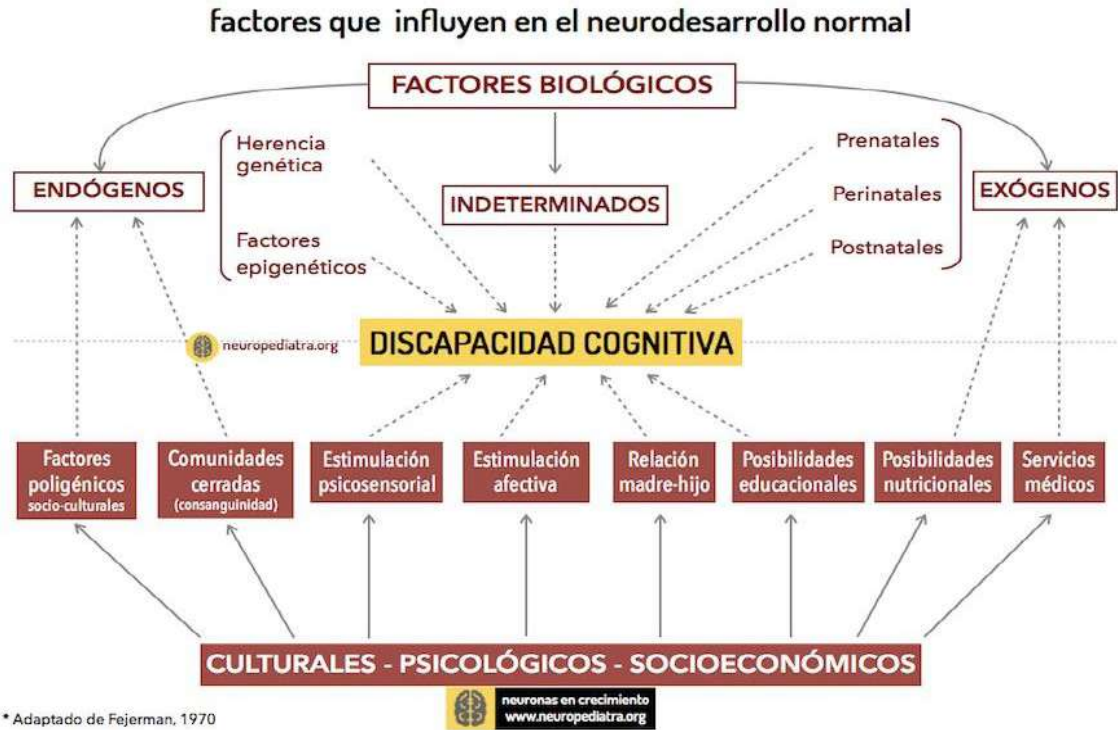 factores que influyen en el neurodesarrollo normal
FACTORES BIOLÓGICOS
Herencia
genética
Prenatales
ENDÓGENOS
INDETERMINADOS
Perinatales
EXÓGENOS
Factores
epigenéticos
Postnatales
neuropediatra.org
DISCAPACIDAD COGNITIVA
Factores
poligénicos
socio-culturales
Comunidades
cerradas
(consanguinidad)
Estimulación
psicosensorial
Estimulación
afectiva
Relación
madre-hijo
Posibilidades
educacionales
Posibilidades
nutricionales
Servicios
médicos
CULTURALES - PSICOLÓGICOS - SOCIOECONÓMICOS
neuronas en crecimiento
www.neuropediatra.org
* Adaptado de Fejerman, 1970